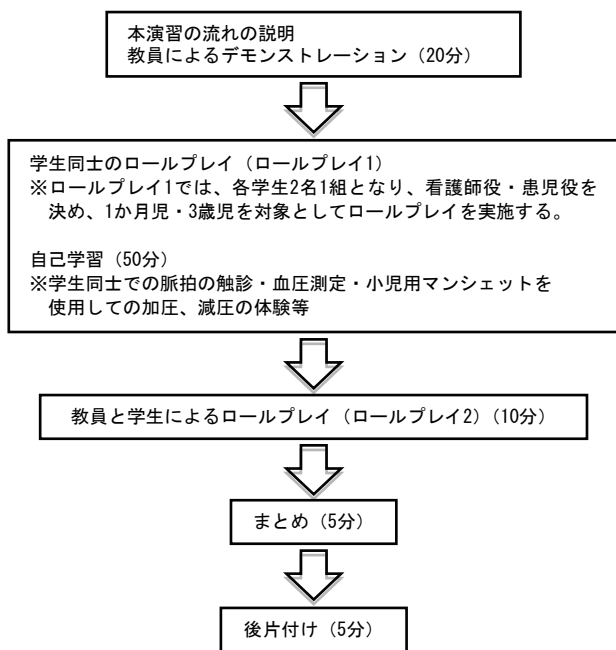 本演習の流れの説明
教員によるデモンストレーション（20分）
学生同士のロールプレイ（ロールプレイ1）
※ロールプレイ1では、各学生2名1組となり、看護師役・患児役を
決め、1か月児・3歳児を対象としてロールプレイを実施する。
自己学習（50分）
※学生同士での脈拍の触診・血圧測定・小児用マンシェットを
使用しての加圧、減圧の体験等
教員と学生によるロールプレイ（ロールプレイ2）（10分）
まとめ（5分）
後片付け（5分）